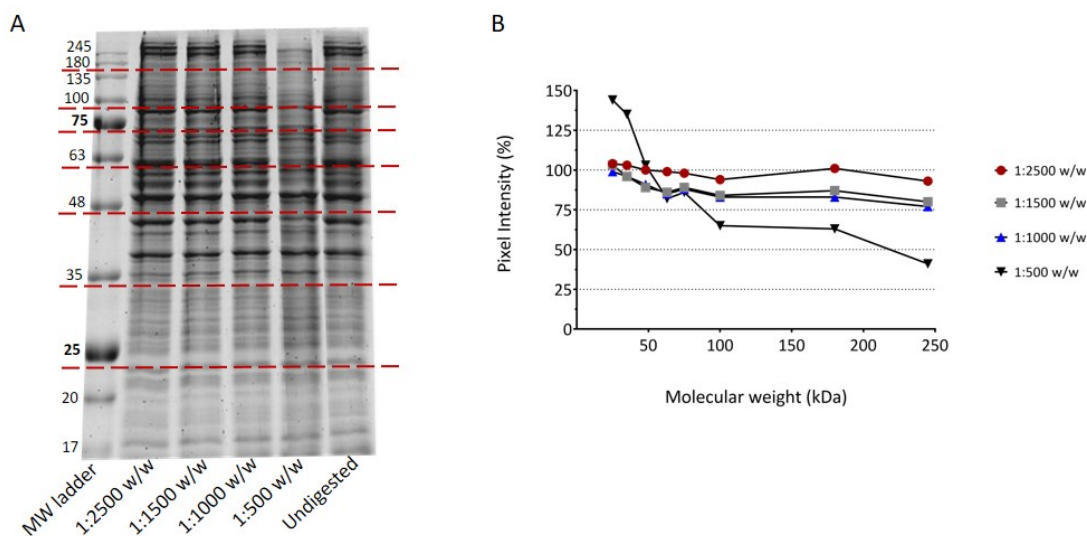 A
245
180
135
100
75
63
48
35
25
20
17
MW ladder
1:2500 w/w
1:1500 w/w
1:1000 w/w
1:500 w/w
Undigested
B
Pixel Intensity (%)
150
125
100
75
50
25
0
50
100
150
200
250
Molecular weight (kDa)
1:2500 w/w
1:1500 w/w
1:1000 w/w
1:500 w/w